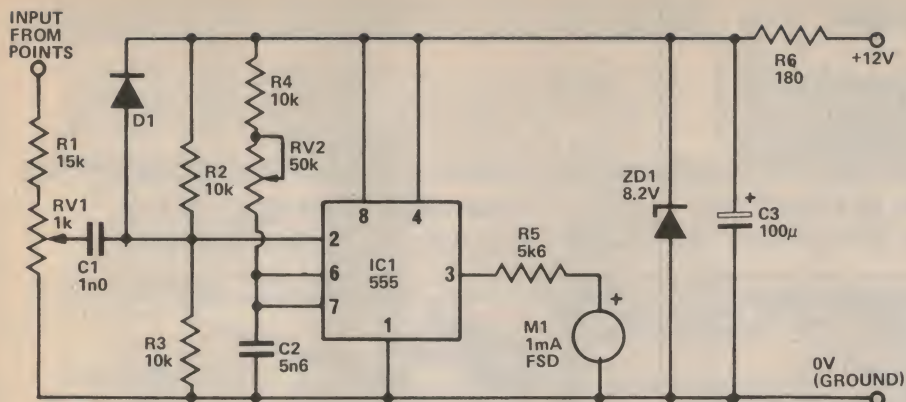 INPUT
FROM
POINTS
R1
15k
RV1
1k
C1
1n0
D1
R2
10k
R3
10k
R4
10k
RV2
50k
C2
5n6
8
4
2
6
7
3
1
IC1
555
R5
5k6
M1
1mA
FSD
+
ZD1
8.2V
+
C3
100μ
R6
180
+12V
0V
(GROUND)